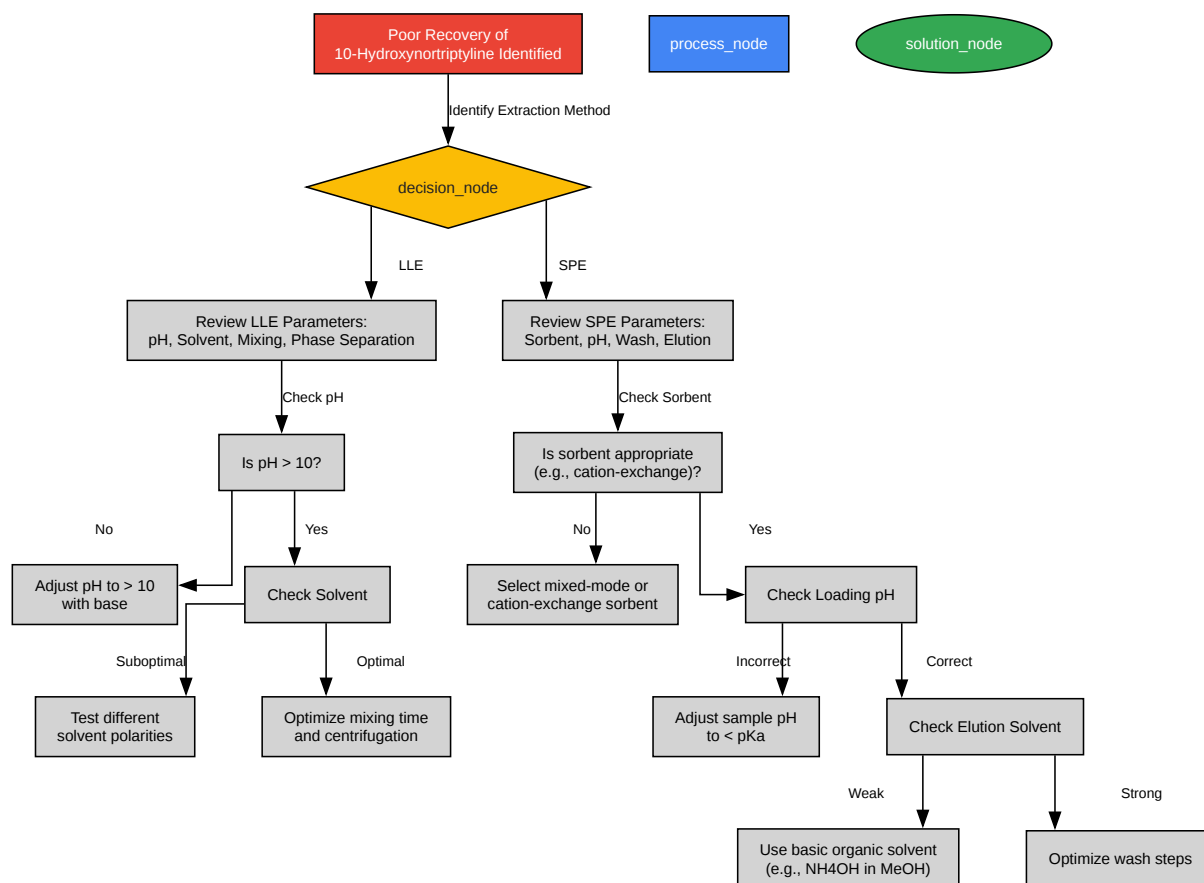 Poor Recovery of
10-Hydroxynortriptyline Identified
process_node
solution_node
Identify Extraction Method
decision_node
LLE
SPE
Review LLE Parameters:
pH, Solvent, Mixing, Phase Separation
Review SPE Parameters:
Sorbent, pH, Wash, Elution
Check pH
Check Sorbent
Is pH > 10?
Is sorbent appropriate
(e.g., cation-exchange)?
No
Yes
No
Yes
Adjust pH to > 10
with base
Check Solvent
Select mixed-mode or
cation-exchange sorbent
Check Loading pH
Suboptimal
Optimal
Incorrect
Correct
Test different
solvent polarities
Optimize mixing time
and centrifugation
Adjust sample pH
to < pKa
Check Elution Solvent
Weak
Strong
Use basic organic solvent
(e.g., NH4OH in MeOH)
Optimize wash steps